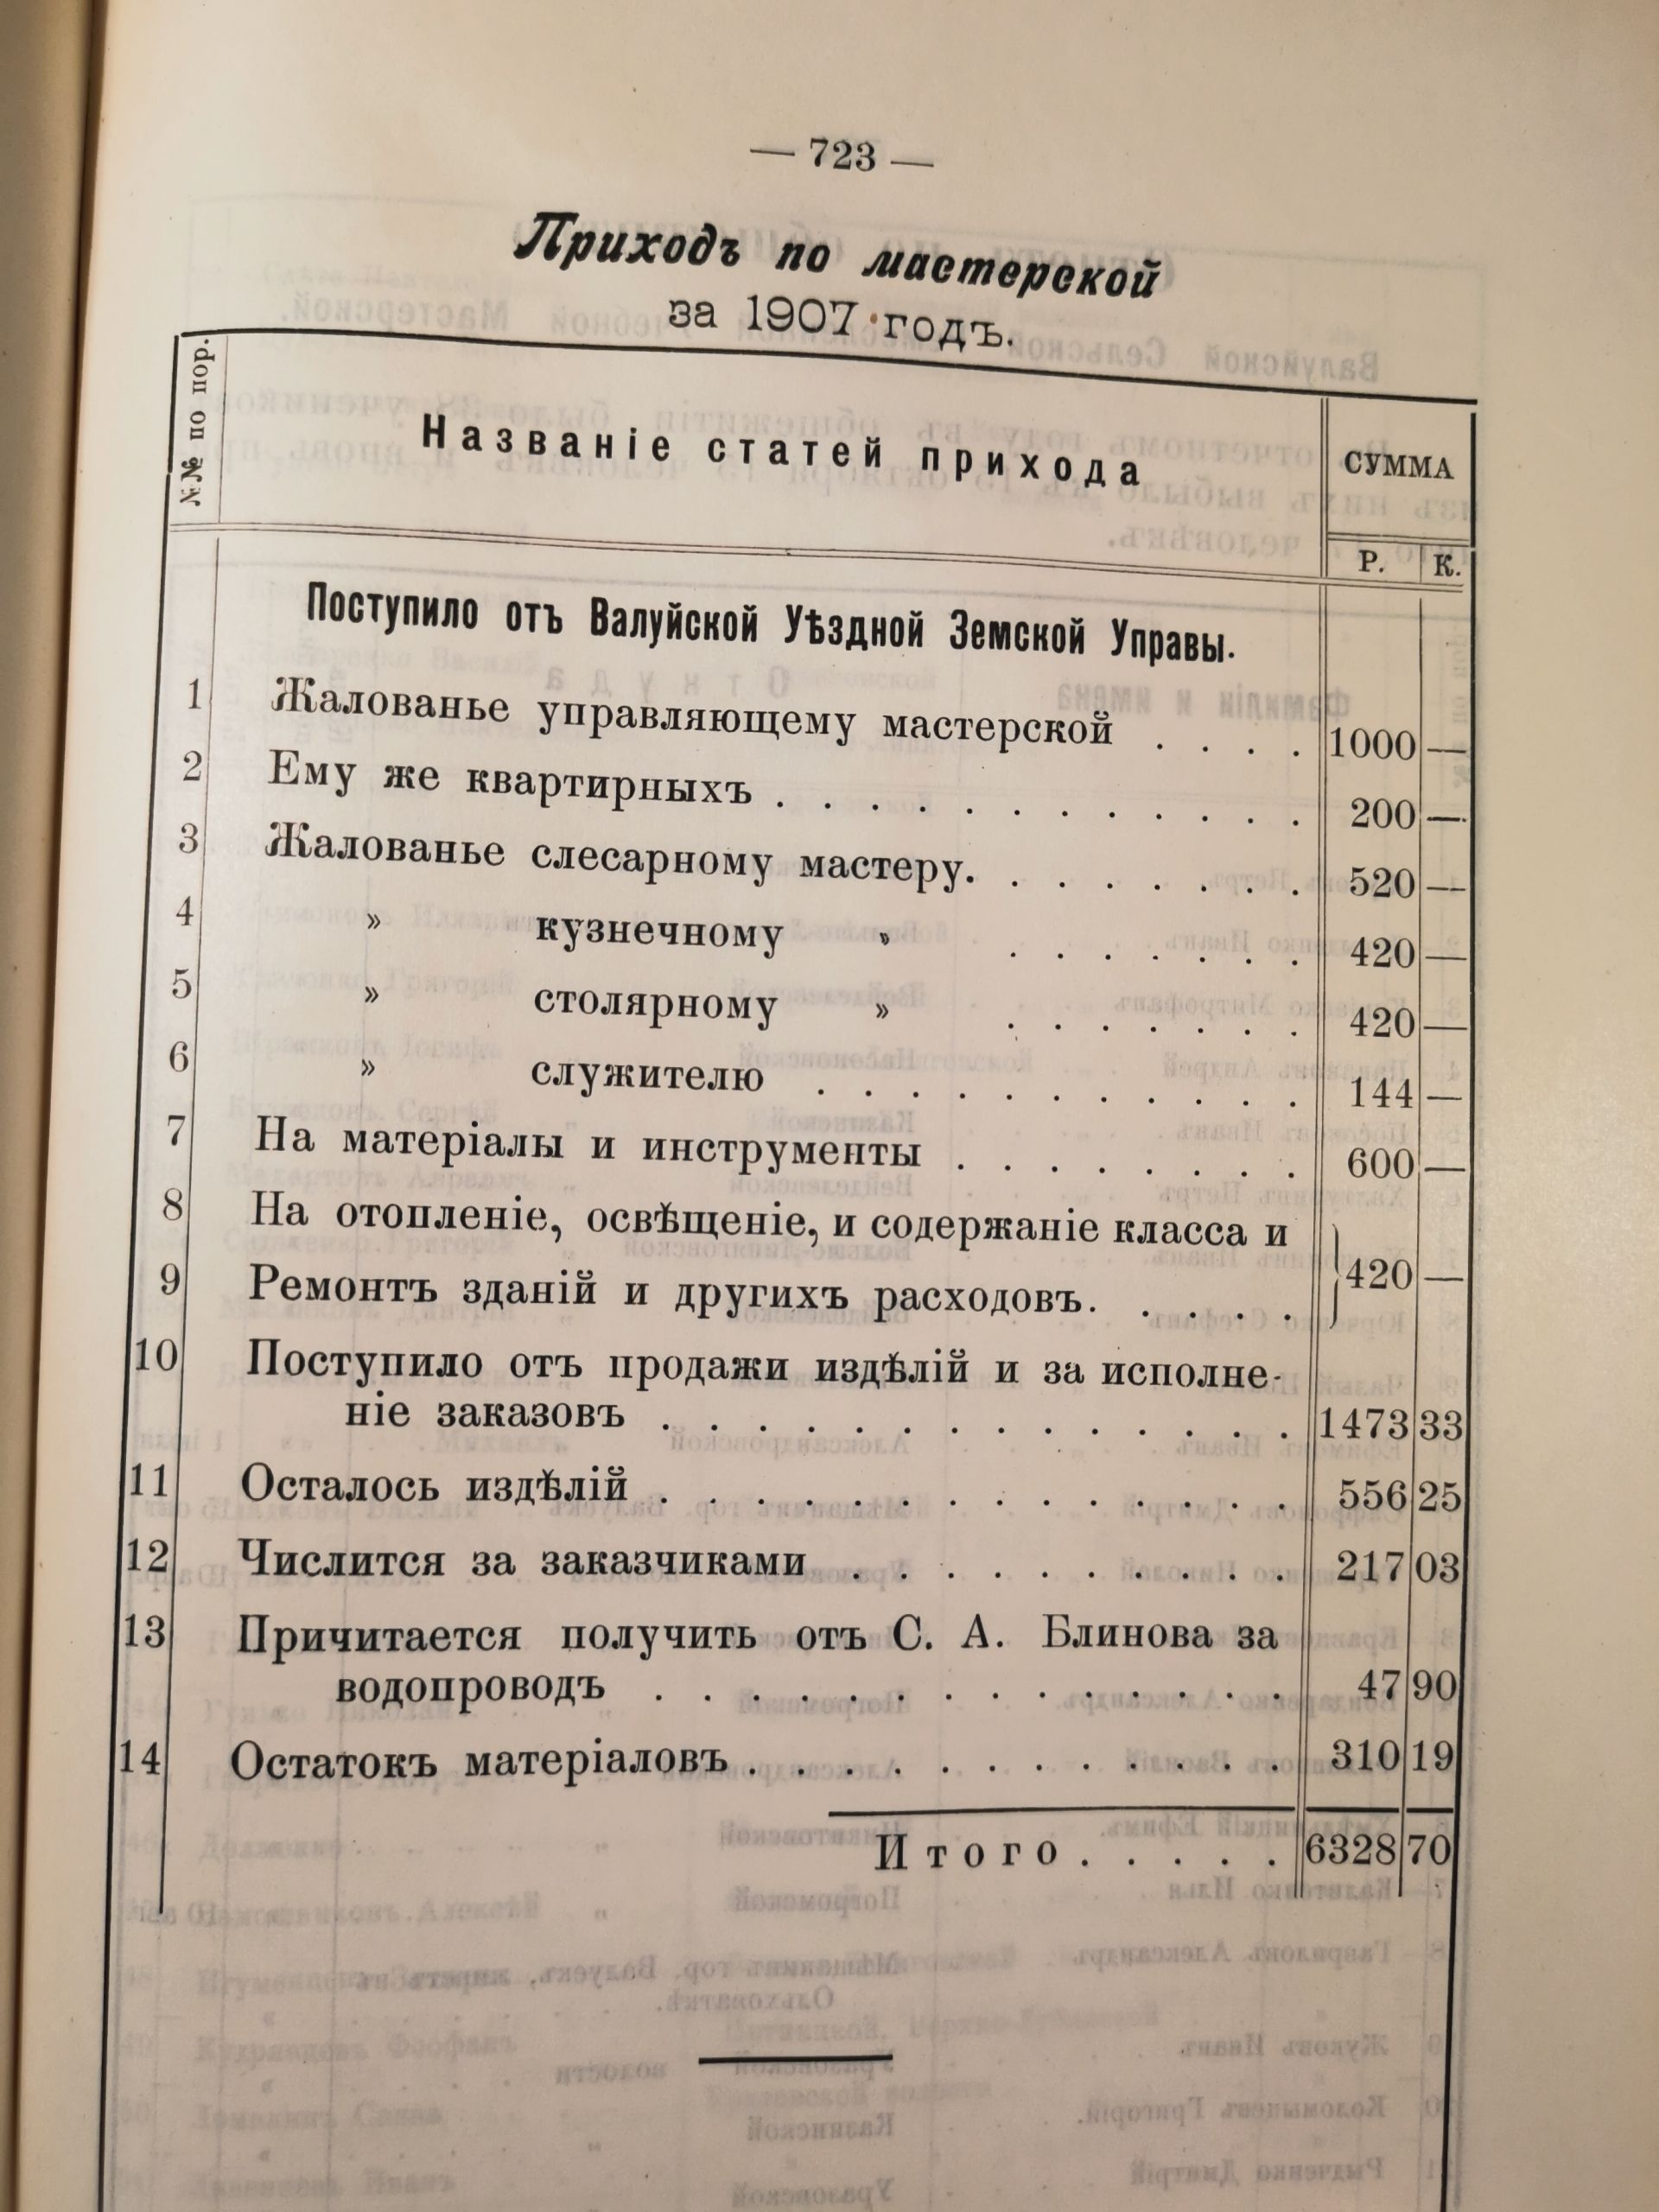 — 723 —
Приходъ по мастерской
за 1907 годъ.
№№ по пор.
Названіе статей прихода
СУММА
Р. К.
Поступило отъ Валуйской Уѣздной Земской Управы.
1 Жалованье управляющему мастерской . . . . 1000 —
2 Ему же квартирныхъ . . . . . . . . . . . . 200 —
3 Жалованье слесарному мастеру. . . . . . . . 520 —
4 » кузнечному » . . . . . . . 420 —
5 » столярному » . . . . . . . 420 —
6 » служителю . . . . . . . . . . . 144 —
7 На матеріалы и инструменты . . . . . . . . 600 —
8 На отопленіе, освѣщеніе, и содержаніе класса и
9 Ремонтъ зданій и другихъ расходовъ. . . . . } 420 —
10 Поступило отъ продажи издѣлій и за исполне-
ніе заказовъ . . . . . . . . . . . . . . 1473 33
11 Осталось издѣлій . . . . . . . . . . . . . . 556 25
12 Числится за заказчиками . . . . . . . . . . 217 03
13 Причитается получить отъ С. А. Блинова за
водопроводъ . . . . . . . . . . . . . . 47 90
14 Остатокъ матеріаловъ . . . . . . . . . . . . 310 19
Итого . . . . . 6328 70